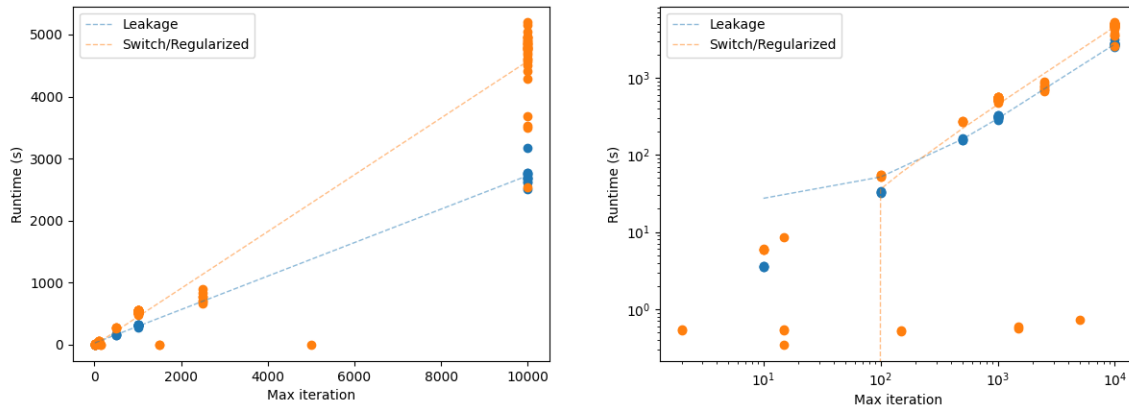 Leakage
Switch/Regularized
Runtime (s)
5000
4000
3000
2000
1000
0
0
2000
4000
6000
8000
10000
Max iteration
Leakage
Switch/Regularized
Runtime (s)
10³
10²
10¹
10⁰
10¹
10²
10³
10⁴
Max iteration